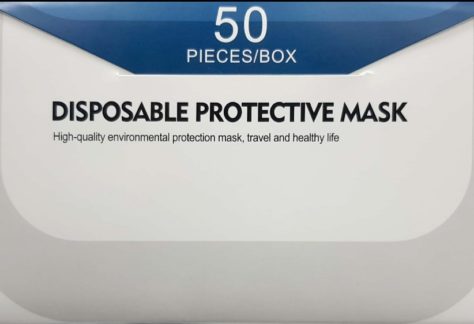 50
PIECES/BOX
DISPOSABLE PROTECTIVE MASK
High-quality environmental protection mask, travel and healthy life